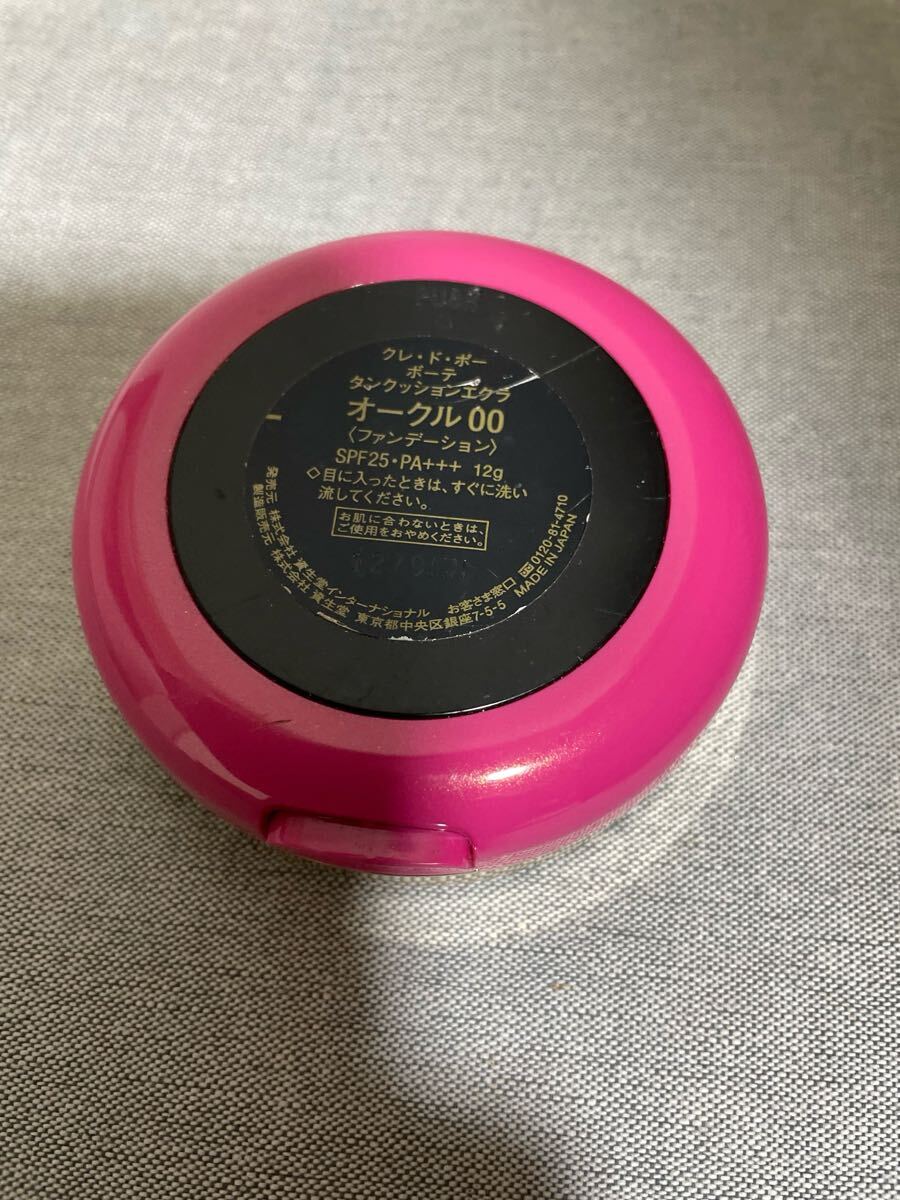 クレ・ド・ポー
ボーテ
タンクッションエクラ
オークル00
〈ファンデーション〉
SPF25・PA+++ 12g
◇目に入ったときは、すぐに洗い
流してください。
お肌に合わないときは、
ご使用をおやめください。
発売元 株式会社 資生堂インターナショナル お客さま窓口 0120-81-4710
製造販売元 株式会社資生堂 東京都中央区銀座7-5-5 MADE IN JAPAN